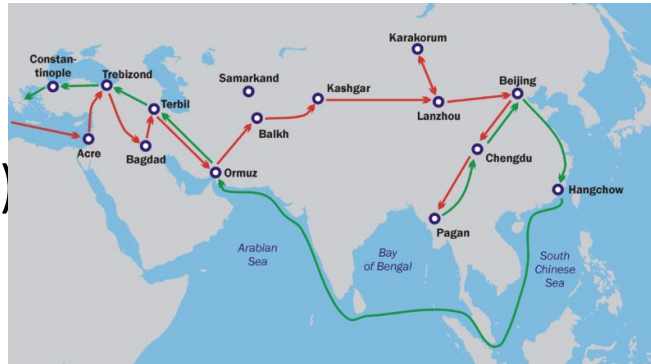 Karakorum
Constan-
tinople
Trebizond
Samarkand
Beijing
Kashgar
Terbil
Lanzhou
Balkh
Acre
Bagdad
Chengdu
)
Ormuz
Hangchow
Pagan
Arabian
Sea
Bay
of Bengal
South
Chinese
Sea